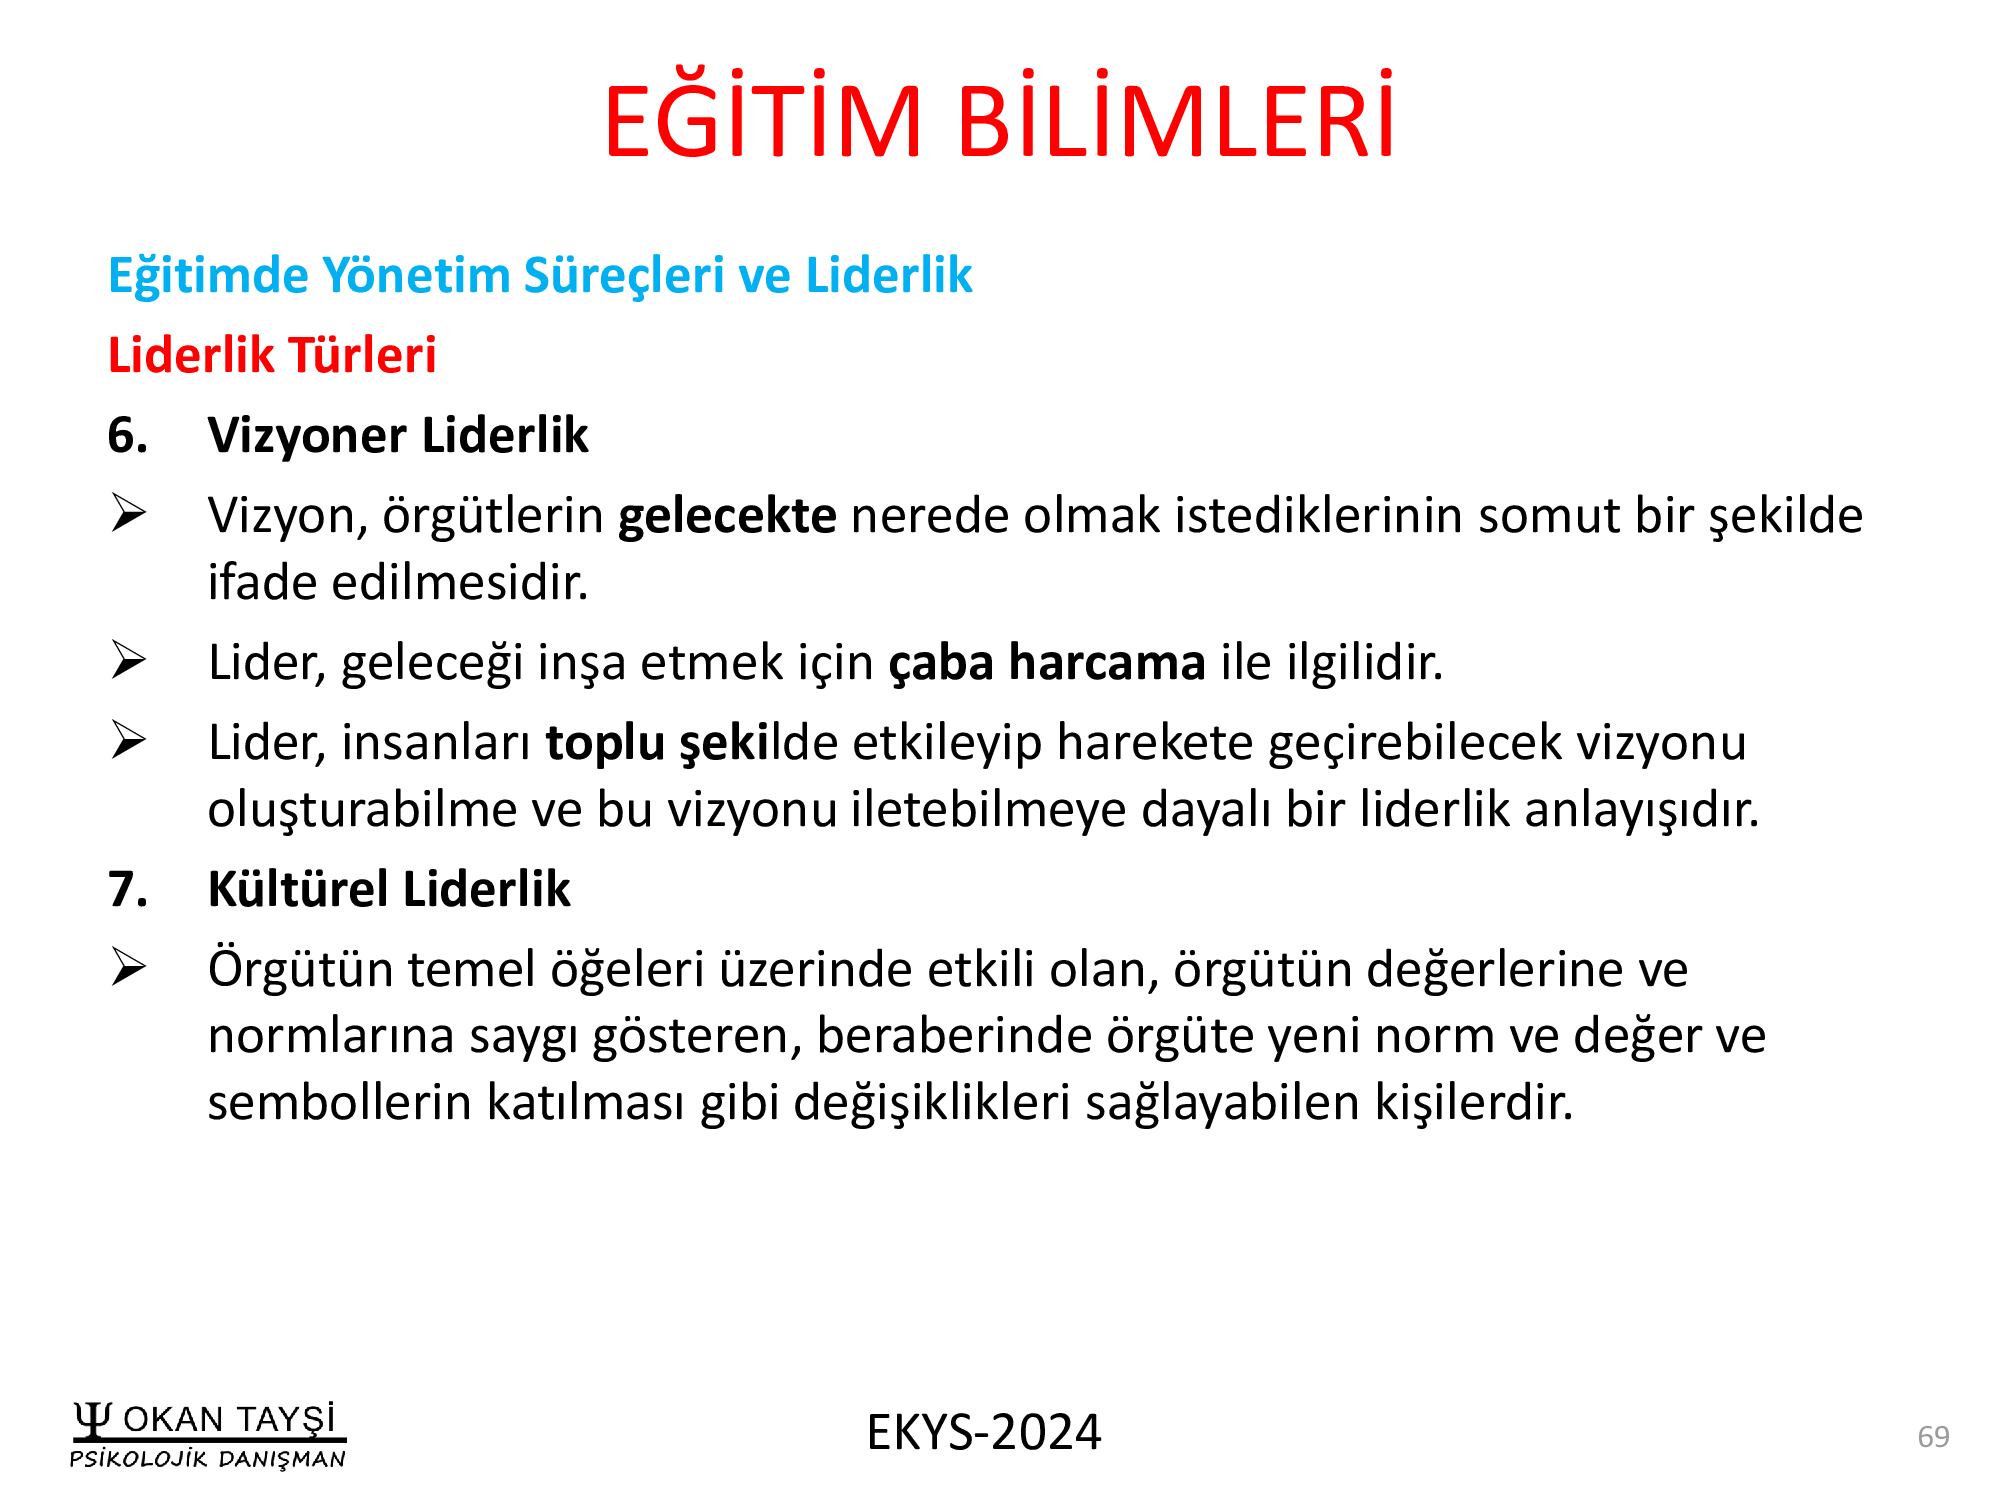 EĞİTİM BİLİMLERİ
Eğitimde Yönetim Süreçleri ve Liderlik
Liderlik Türleri
6. Vizyoner Liderlik
➢ Vizyon, örgütlerin gelecekte nerede olmak istediklerinin somut bir şekilde
ifade edilmesidir.
➢ Lider, geleceği inşa etmek için çaba harcama ile ilgilidir.
➢ Lider, insanları toplu şekilde etkileyip harekete geçirebilecek vizyonu
oluşturabilme ve bu vizyonu iletebilmeye dayalı bir liderlik anlayışıdır.
7. Kültürel Liderlik
➢ Örgütün temel öğeleri üzerinde etkili olan, örgütün değerlerine ve
normlarına saygı gösteren, beraberinde örgüte yeni norm ve değer ve
sembollerin katılması gibi değişiklikleri sağlayabilen kişilerdir.
Ψ OKAN TAYŞİ
PSİKOLOJİK DANIŞMAN
EKYS-2024
69